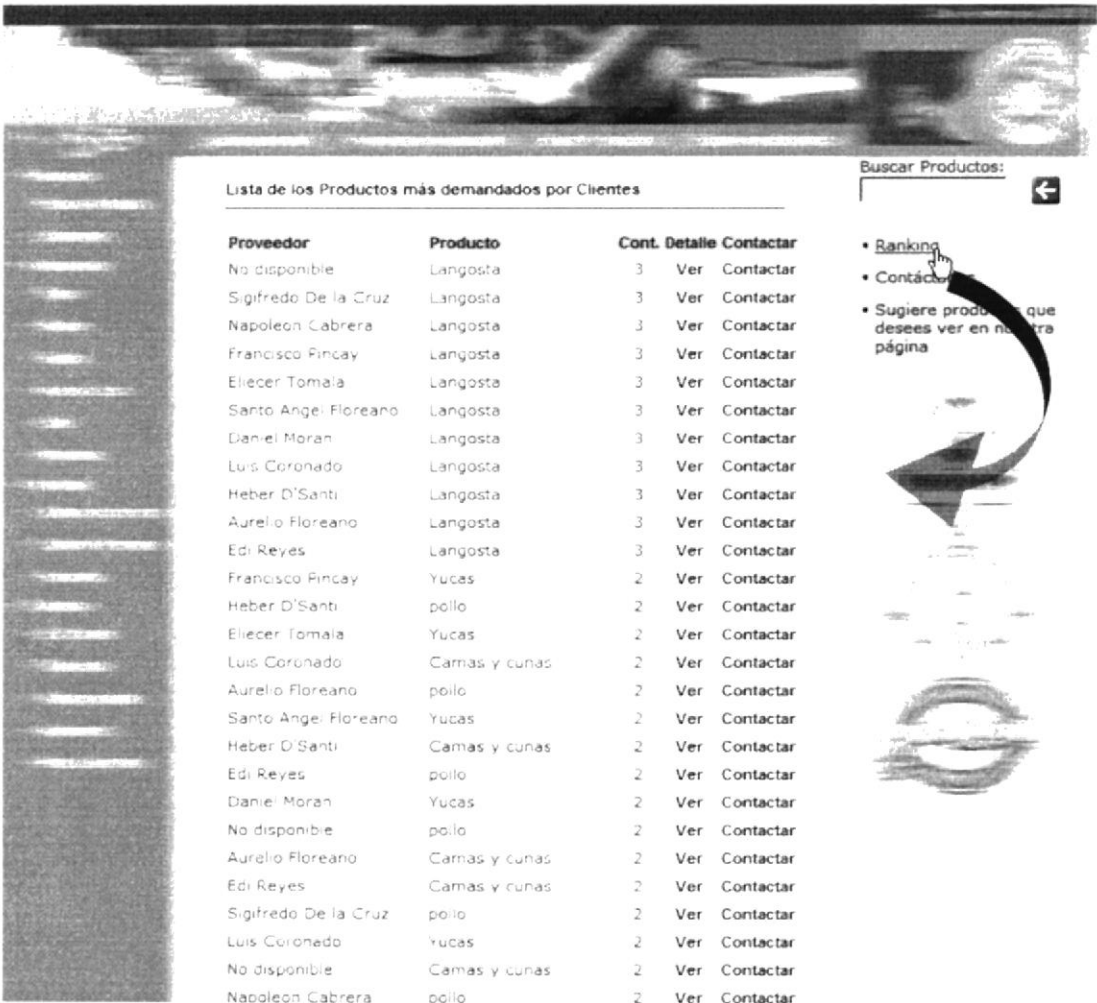 Buscar Productos:
Lista de los Productos más demandados por Clientes
Proveedor Producto Cont. Detalle Contactar
No disponible Langosta 3 Ver Contactar
Sigifredo De la Cruz Langosta 3 Ver Contactar
Napoleon Cabrera Langosta 3 Ver Contactar
Francisco Pincay Langosta 3 Ver Contactar
Eliecer Tomala Langosta 3 Ver Contactar
Santo Angel Floreano Langosta 3 Ver Contactar
Daniel Moran Langosta 3 Ver Contactar
Luis Coronado Langosta 3 Ver Contactar
Heber D'Santi Langosta 3 Ver Contactar
Aurelio Floreano Langosta 3 Ver Contactar
Edi Reyes Langosta 3 Ver Contactar
Francisco Pincay Yucas 2 Ver Contactar
Heber D'Santi pollo 2 Ver Contactar
Eliecer Tomala Yucas 2 Ver Contactar
Luis Coronado Camas y cunas 2 Ver Contactar
Aurelio Floreano pollo 2 Ver Contactar
Santo Angel Floreano Yucas 2 Ver Contactar
Heber D'Santi Camas y cunas 2 Ver Contactar
Edi Reyes pollo 2 Ver Contactar
Daniel Moran Yucas 2 Ver Contactar
No disponible pollo 2 Ver Contactar
Aurelio Floreano Camas y cunas 2 Ver Contactar
Edi Reyes Camas y cunas 2 Ver Contactar
Sigifredo De la Cruz pollo 2 Ver Contactar
Luis Coronado Yucas 2 Ver Contactar
No disponible Camas y cunas 2 Ver Contactar
Napoleon Cabrera pollo 2 Ver Contactar
• Ranking
• Sugiere que
desees ver en
página